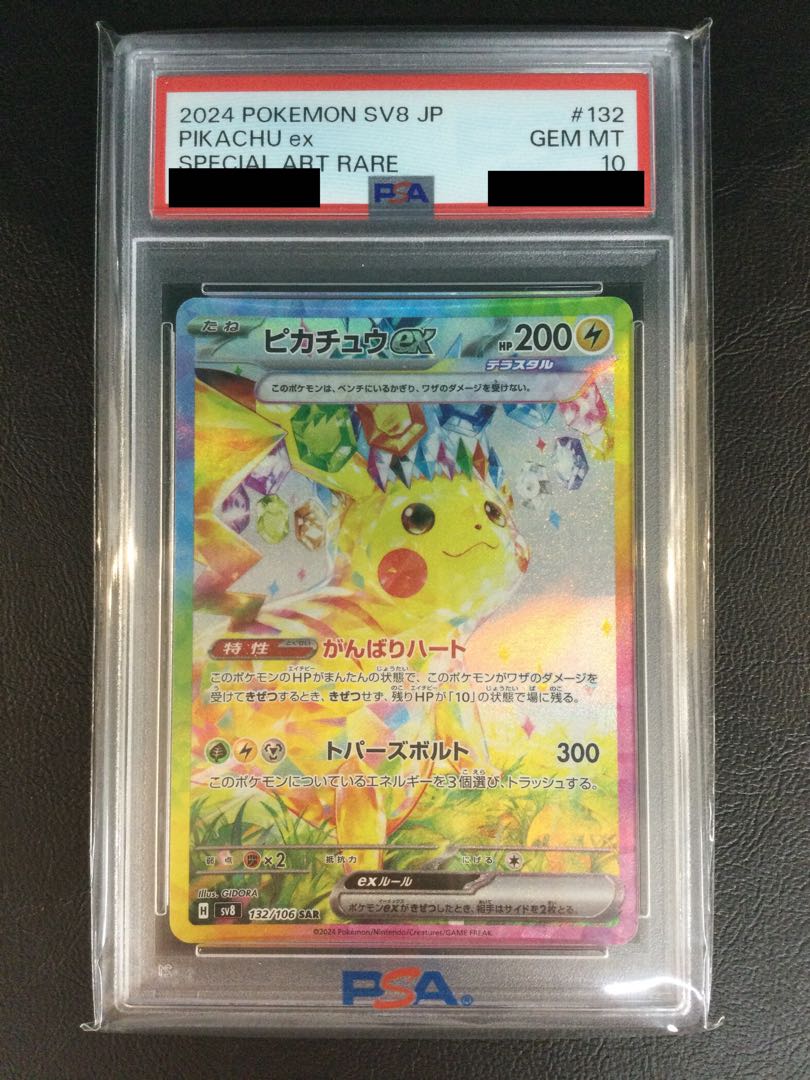 2024 POKEMON SV8 JP #132
PIKACHU ex GEM MT
SPECIAL ART RARE 10
PSA
たね ピカチュウex HP 200
テラスタル
このポケモンは、ベンチにいるかぎり、ワザのダメージを受けない。
特性 とくせい がんばりハート
このポケモンのHPがまんたんの状態で、このポケモンがワザのダメージを
受けてきぜつするとき、きぜつせず、残りHPが「10」の状態で場に残る。
トパーズボルト 300
このポケモンについているエネルギーを3個選び、トラッシュする。
弱点 ×2 抵抗力 にげる
exルール
ポケモンexがきぜつしたとき、相手はサイドを2枚とる。
Illus. GIDORA
H sv8 132/106 SAR
©2024 Pokémon/Nintendo/Creatures/GAME FREAK.
PSA®